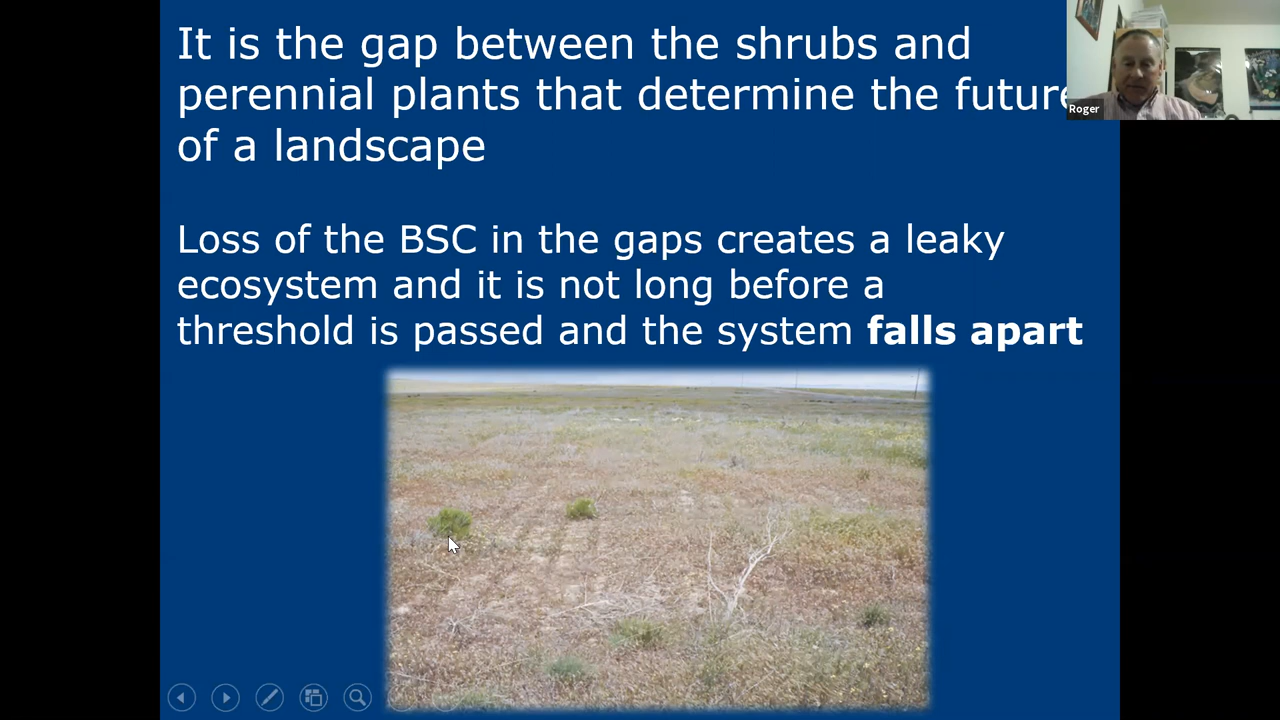 It is the gap between the shrubs and
perennial plants that determine the future
of a landscape
Roger
Loss of the BSC in the gaps creates a leaky
ecosystem and it is not long before a
threshold is passed and the system falls apart